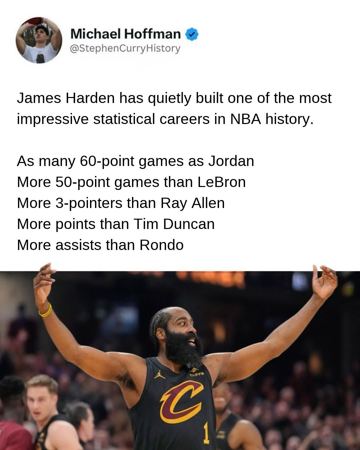 Michael Hoffman
@StephenCurryHistory
James Harden has quietly built one of the most
impressive statistical careers in NBA history.
As many 60-point games as Jordan
More 50-point games than LeBron
More 3-pointers than Ray Allen
More points than Tim Duncan
More assists than Rondo
C
1